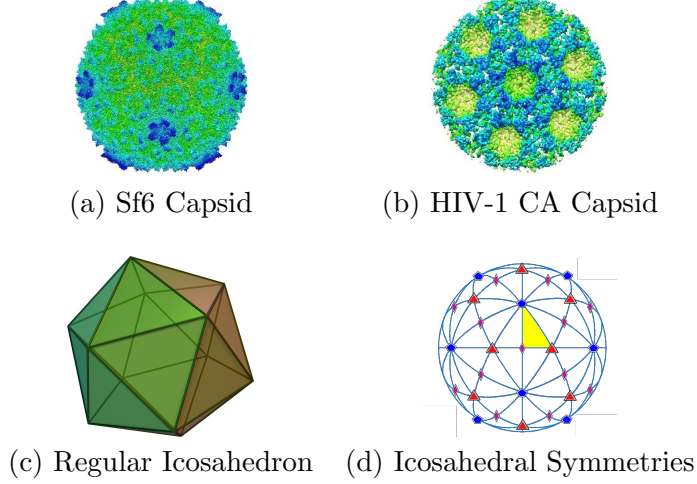 (a) Sf6 Capsid
(b) HIV-1 CA Capsid
(c) Regular Icosahedron
(d) Icosahedral Symmetries